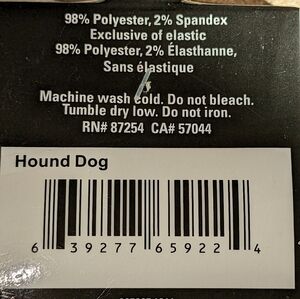 98% Polyester, 2% Spandex
Exclusive of elastic
98% Polyester, 2% Élasthanne,
Sans élastique
Machine wash cold. Do not bleach.
Tumble dry low. Do not iron.
RN# 87254 CA# 57044
Hound Dog
6 39277 65922 4